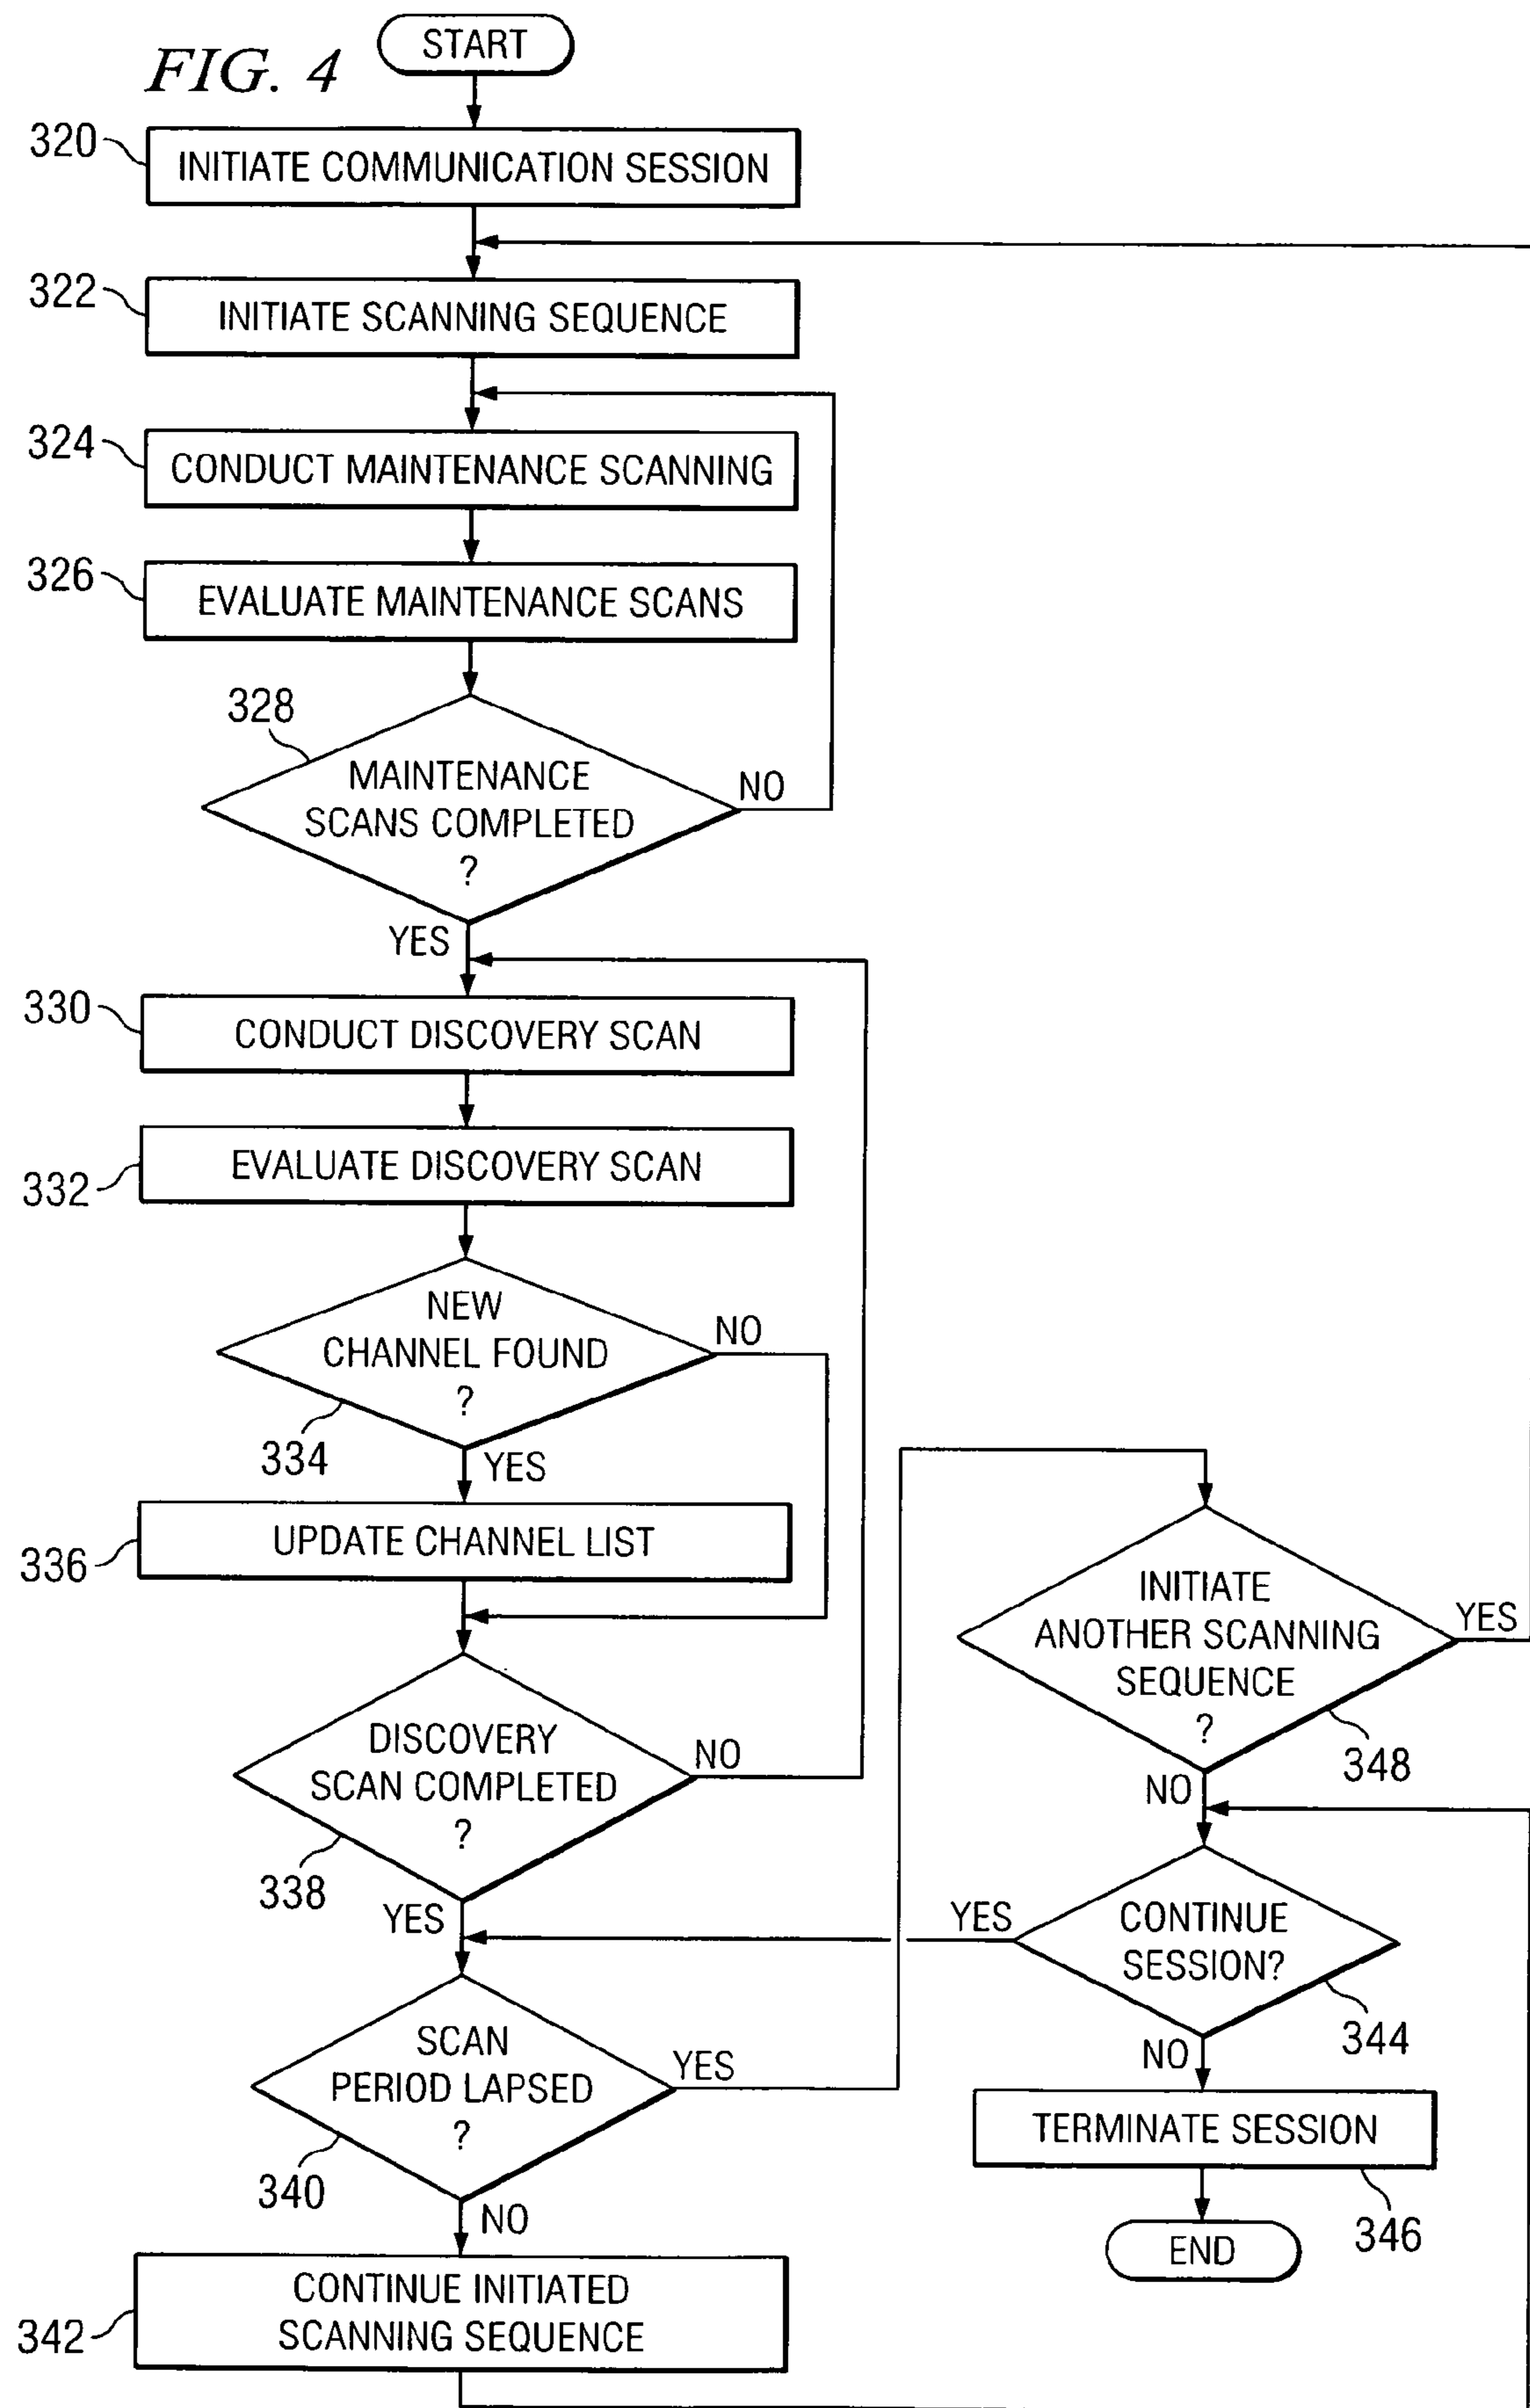 FIG. 4
START
320
INITIATE COMMUNICATION SESSION
322
INITIATE SCANNING SEQUENCE
324
CONDUCT MAINTENANCE SCANNING
326
EVALUATE MAINTENANCE SCANS
328
MAINTENANCE
SCANS COMPLETED
?
NO
YES
330
CONDUCT DISCOVERY SCAN
332
EVALUATE DISCOVERY SCAN
NEW
CHANNEL FOUND
?
NO
334
YES
336
UPDATE CHANNEL LIST
DISCOVERY
SCAN COMPLETED
?
NO
338
YES
SCAN
PERIOD LAPSED
?
YES
340
NO
342
CONTINUE INITIATED
SCANNING SEQUENCE
INITIATE
ANOTHER SCANNING
SEQUENCE
?
YES
348
NO
CONTINUE
SESSION?
YES
344
NO
TERMINATE SESSION
346
END